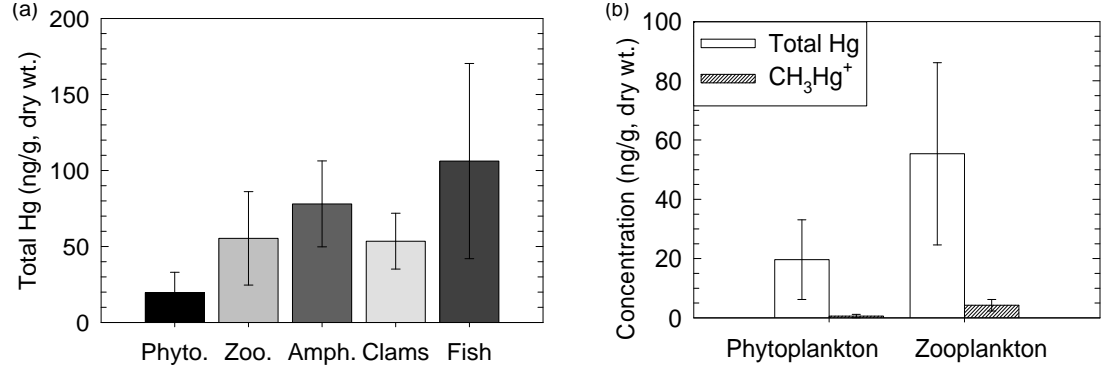 (a)
Total Hg (ng/g, dry wt.)
200
150
100
50
0
Phyto. Zoo. Amph. Clams Fish
(b)
Concentration (ng/g, dry wt.)
100
80
60
40
20
0
Total Hg
CH₃Hg⁺
Phytoplankton Zooplankton